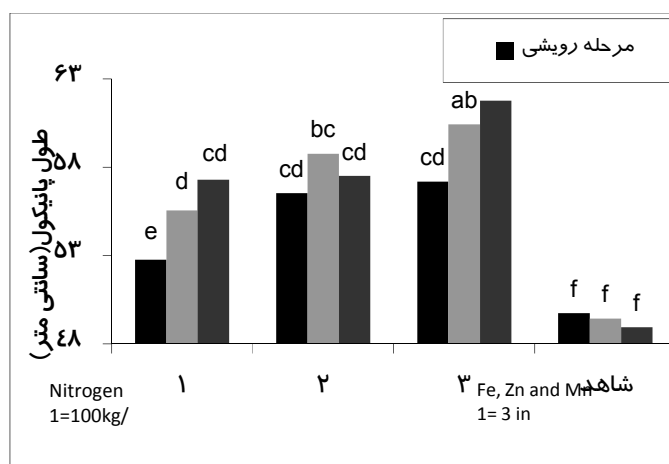 مرحله رویشی
طول پانیکول(سانتی متر)
۶۳
۵۸
۵۳
۴۸
e
d
cd
cd
bc
cd
cd
ab
f
f
f
۱
۲
۳
شاهد
Nitrogen
1=100kg/
Fe, Zn and Mn
1= 3 in